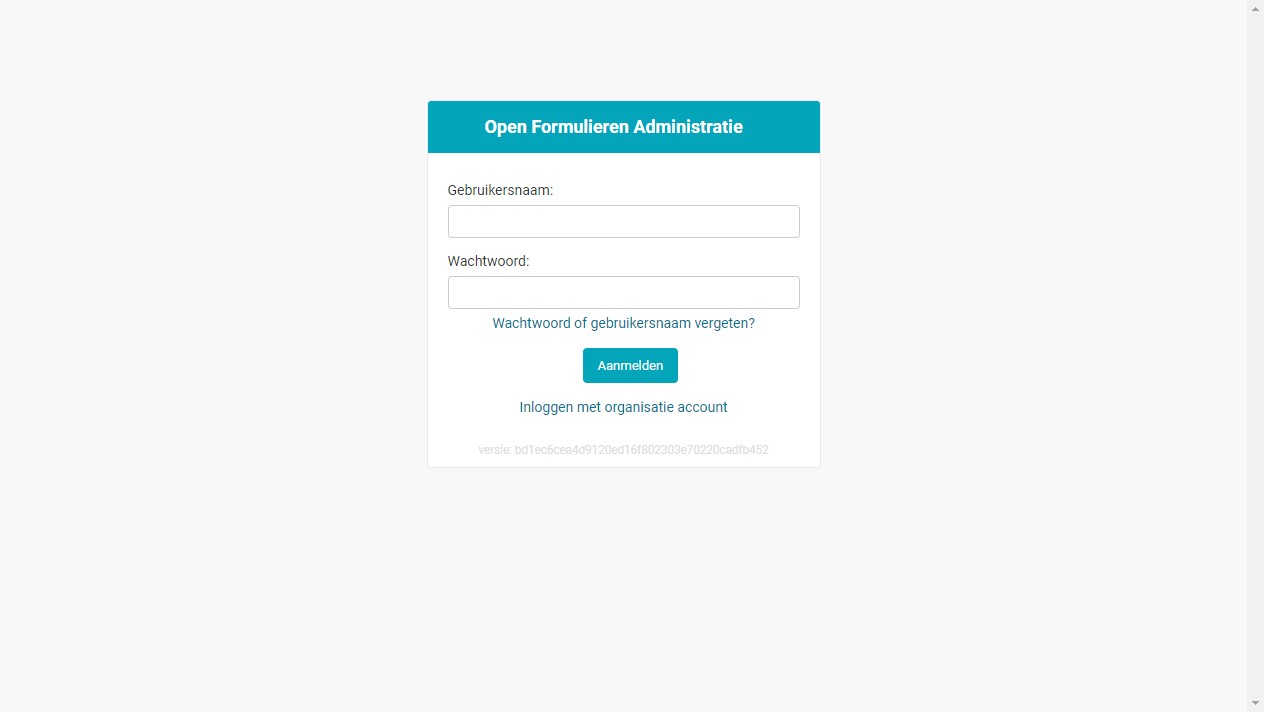 Open Formulieren Administratie
Gebruikersnaam:
Wachtwoord:
Wachtwoord of gebruikersnaam vergeten?
Aanmelden
Inloggen met organisatie account
versie: bd1ec6cea4d9120ed16f802303e70220cadfb452